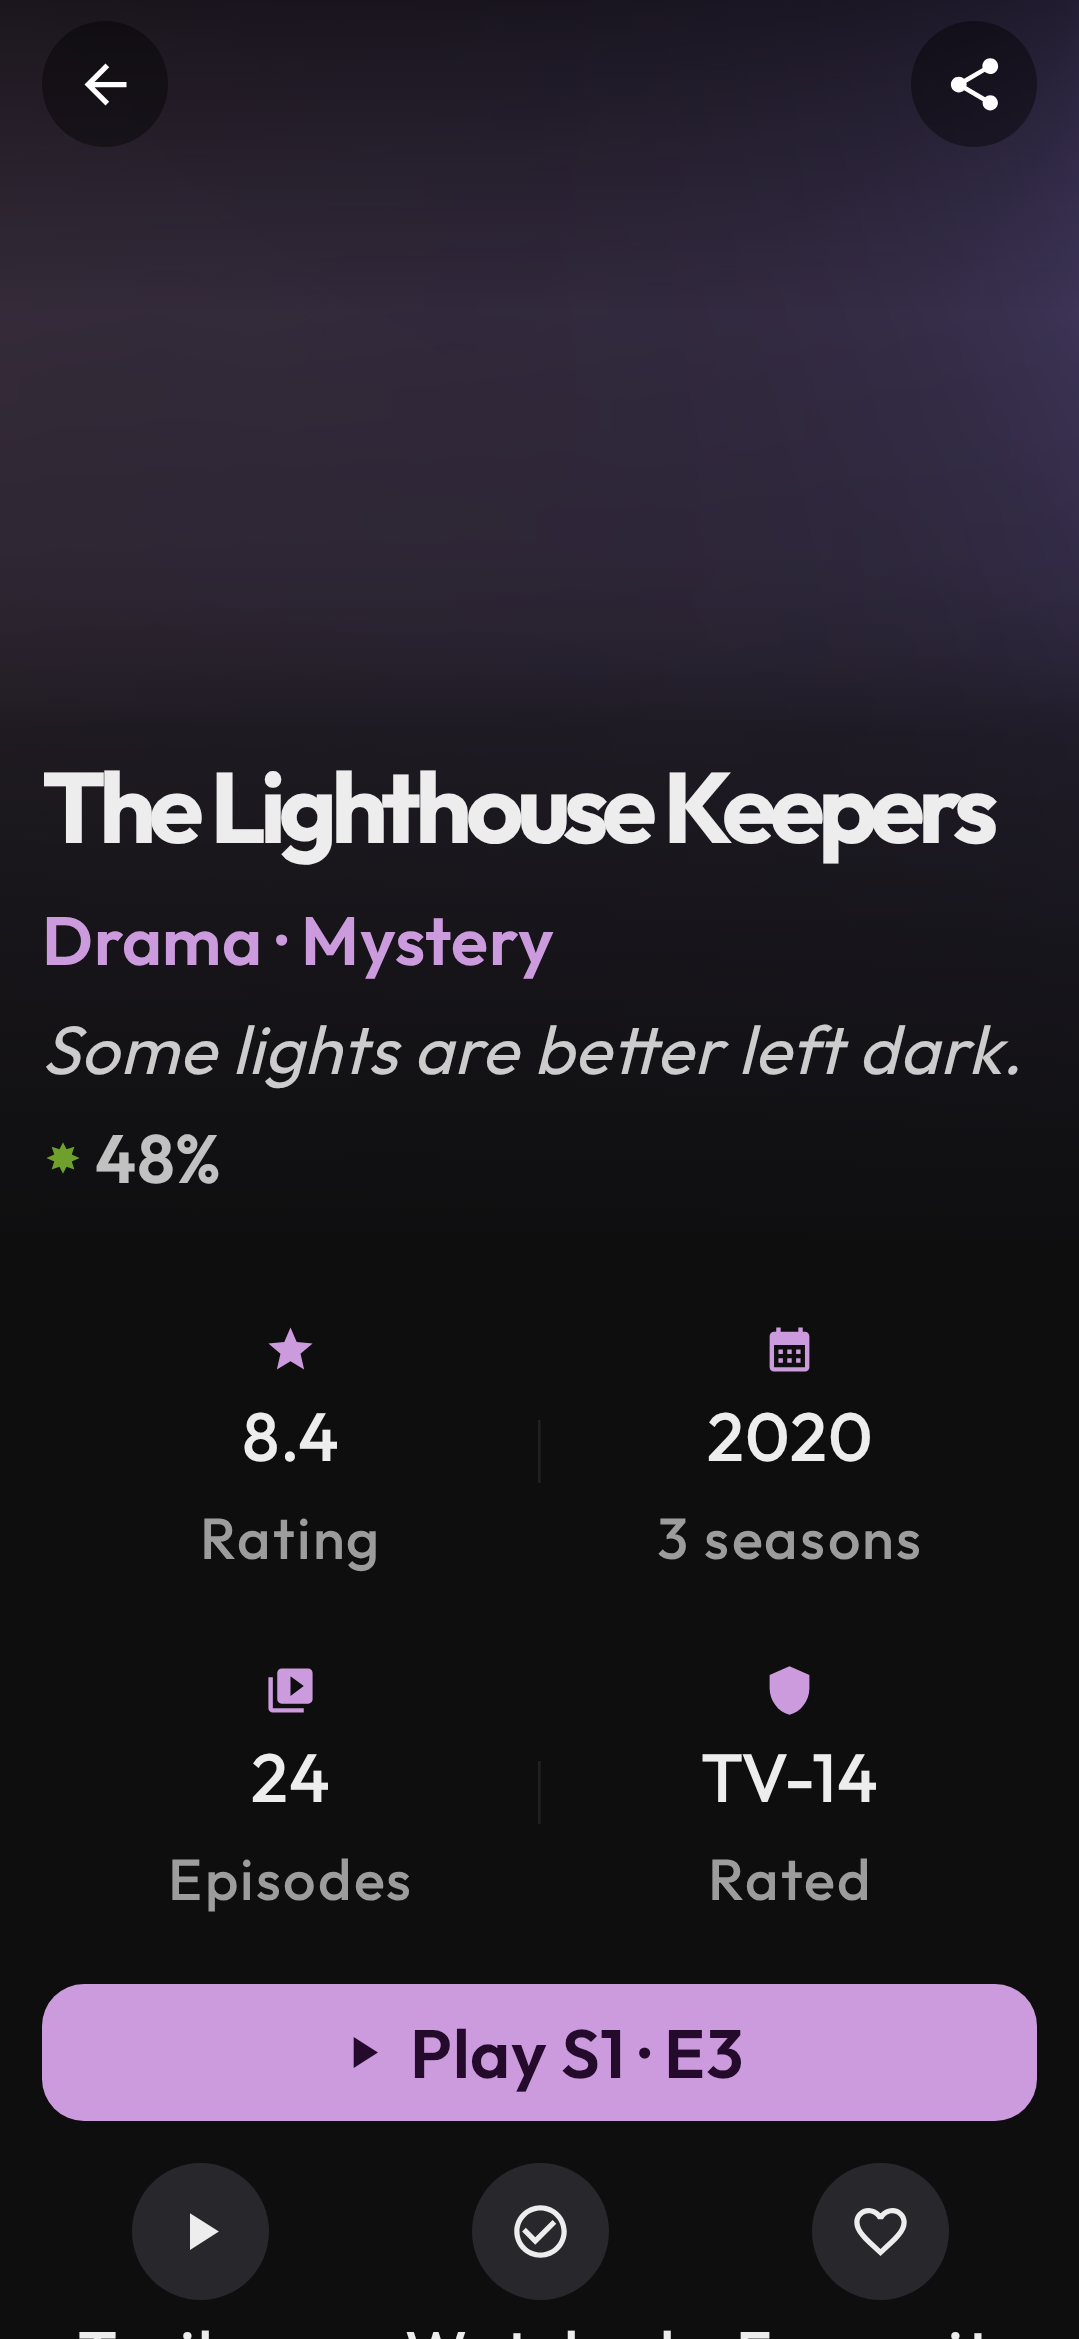 The Lighthouse Keepers
Drama · Mystery
Some lights are better left dark.
48%
8.4
2020
Rating
3 seasons
24
TV-14
Episodes
Rated
Play S1 · E3